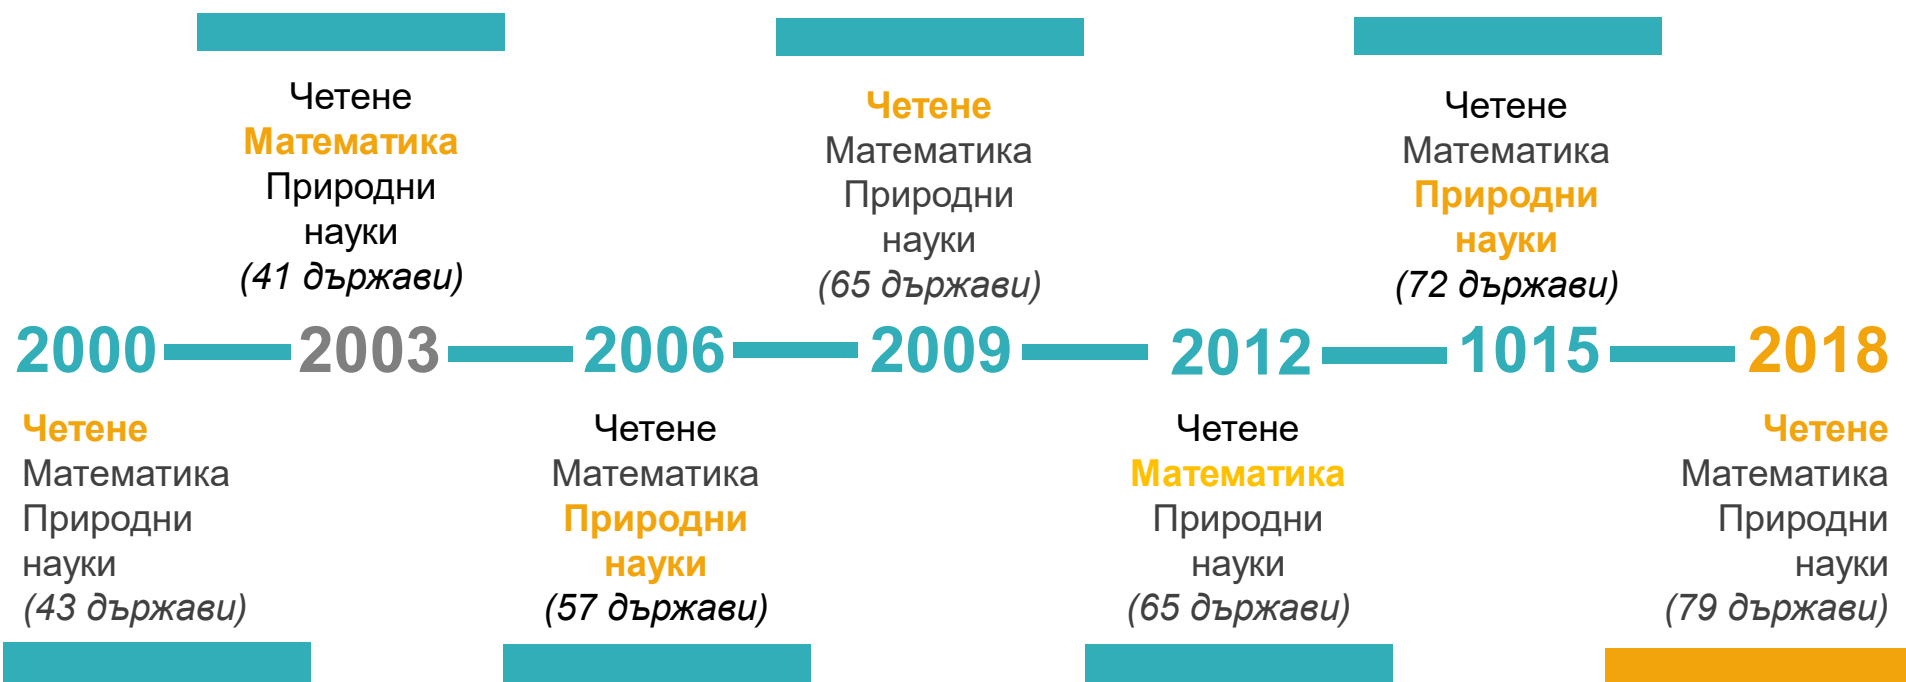 Четене
Математика
Природни
науки
(41 държави)
Четене
Математика
Природни
науки
(65 държави)
Четене
Математика
Природни
науки
(72 държави)
2000 2003 2006 2009 2012 1015 2018
Четене
Математика
Природни
науки
(43 държави)
Четене
Математика
Природни
науки
(57 държави)
Четене
Математика
Природни
науки
(65 държави)
Четене
Математика
Природни
науки
(79 държави)